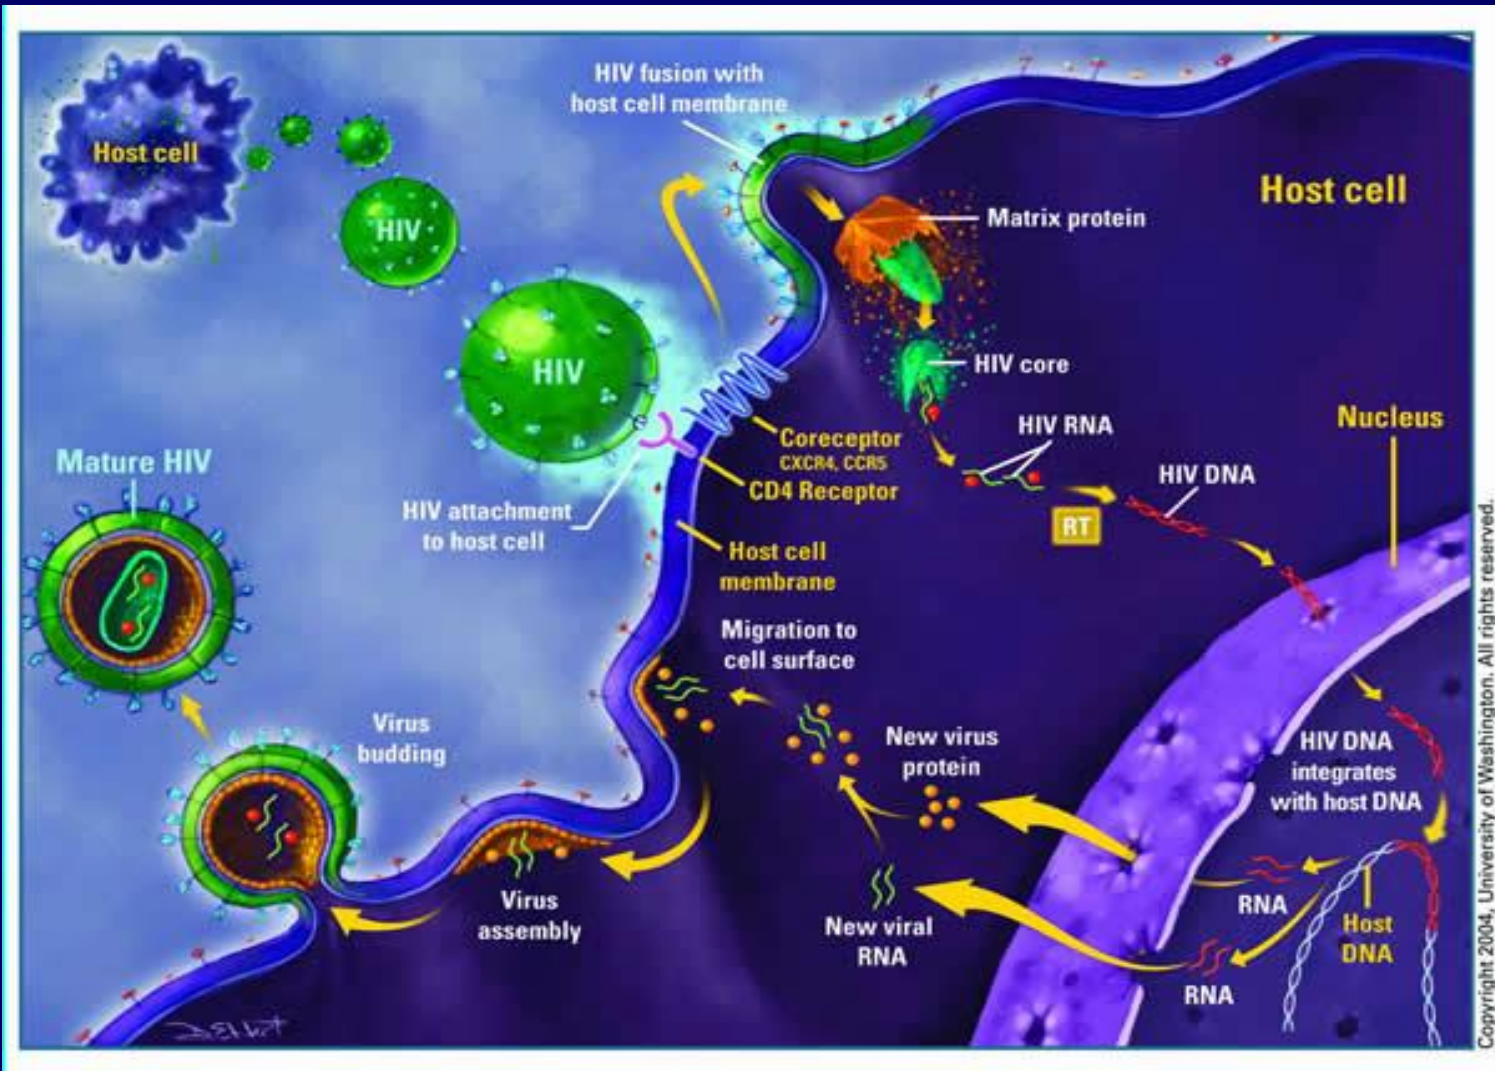 HIV fusion with
host cell membrane
Host cell
HIV
HIV
Host cell
Matrix protein
HIV core
HIV RNA
HIV DNA
RT
Nucleus
Coreceptor
CXCR4, CCR5
CD4 Receptor
HIV attachment
to host cell
Host cell
membrane
Mature HIV
Migration to
cell surface
Virus
budding
New virus
protein
HIV DNA
integrates
with host DNA
RNA
Host
DNA
RNA
New viral
RNA
Virus
assembly
Copyright 2004, University of Washington. All rights reserved.